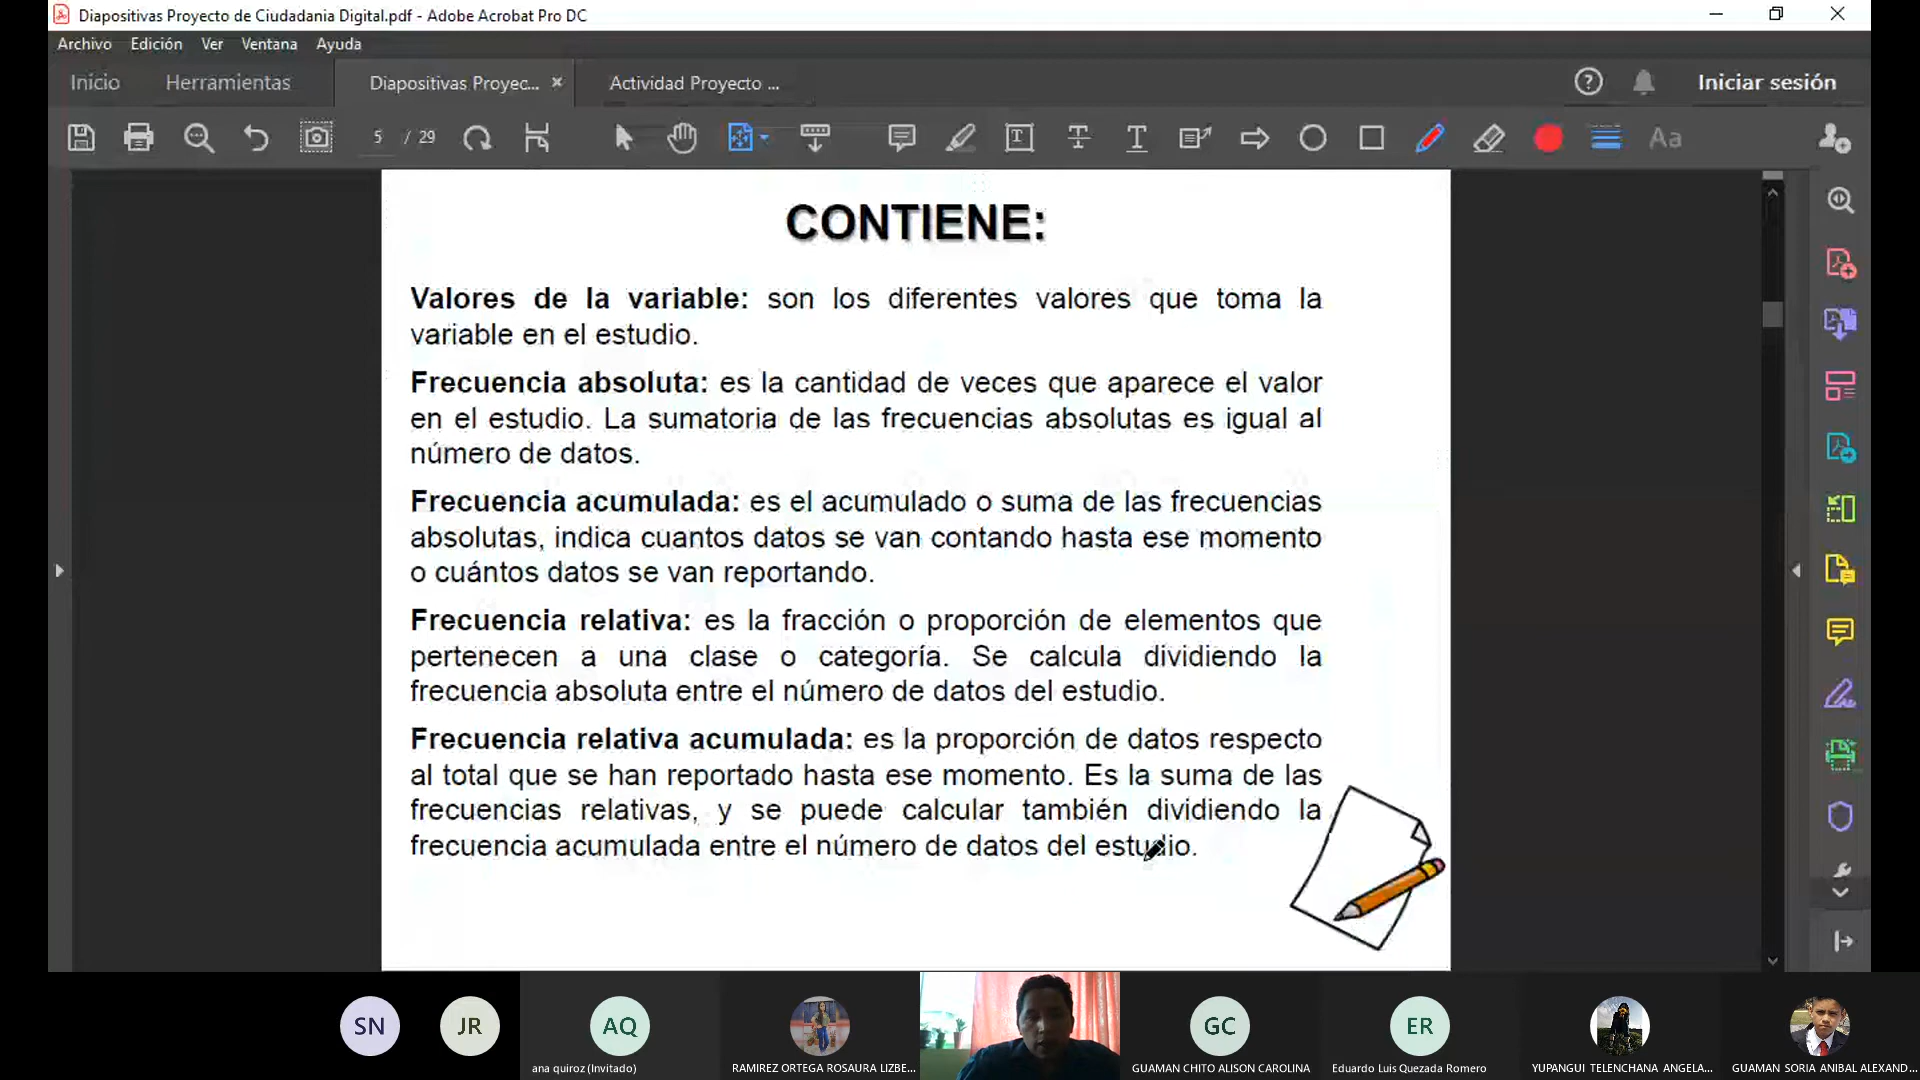 Diapositivas Proyecto de Ciudadania Digital.pdf - Adobe Acrobat Pro DC
Archivo Edición Ver Ventana Ayuda
Inicio Herramientas Diapositivas Proyec... × Actividad Proyecto ... Iniciar sesión
5 / 29 Aa
CONTIENE:
Valores de la variable: son los diferentes valores que toma la
variable en el estudio.
Frecuencia absoluta: es la cantidad de veces que aparece el valor
en el estudio. La sumatoria de las frecuencias absolutas es igual al
número de datos.
Frecuencia acumulada: es el acumulado o suma de las frecuencias
absolutas, indica cuantos datos se van contando hasta ese momento
o cuántos datos se van reportando.
Frecuencia relativa: es la fracción o proporción de elementos que
pertenecen a una clase o categoría. Se calcula dividiendo la
frecuencia absoluta entre el número de datos del estudio.
Frecuencia relativa acumulada: es la proporción de datos respecto
al total que se han reportado hasta ese momento. Es la suma de las
frecuencias relativas, y se puede calcular también dividiendo la
frecuencia acumulada entre el número de datos del estudio.
SN JR AQ GC ER
ana quiroz (Invitado) RAMIREZ ORTEGA ROSAURA LIZBE... GUAMAN CHITO ALISON CAROLINA Eduardo Luis Quezada Romero YUPANGUI TELENCHANA ANGELA... GUAMAN SORIA ANIBAL ALEXAND...